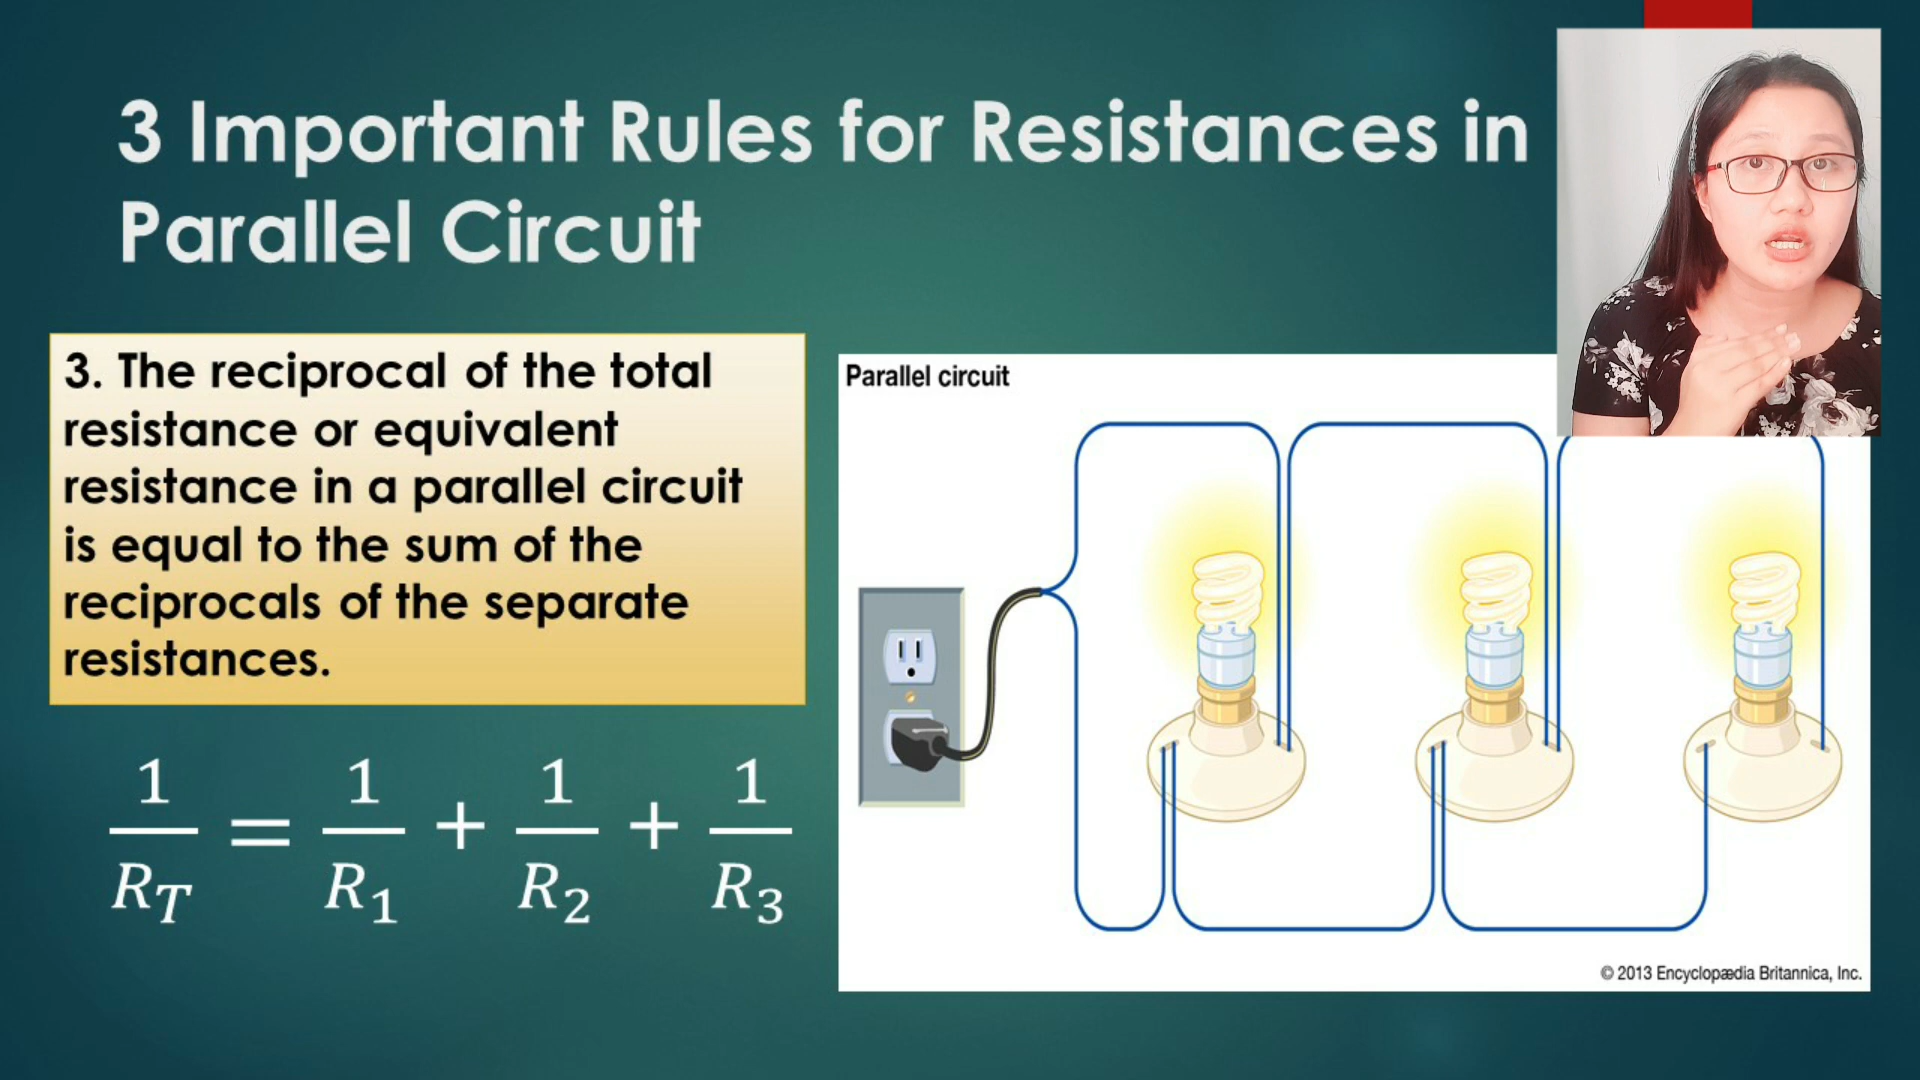 3 Important Rules for Resistances in
Parallel Circuit
3. The reciprocal of the total
resistance or equivalent
resistance in a parallel circuit
is equal to the sum of the
reciprocals of the separate
resistances.
1/R_T = 1/R_1 + 1/R_2 + 1/R_3
Parallel circuit
© 2013 Encyclopædia Britannica, Inc.